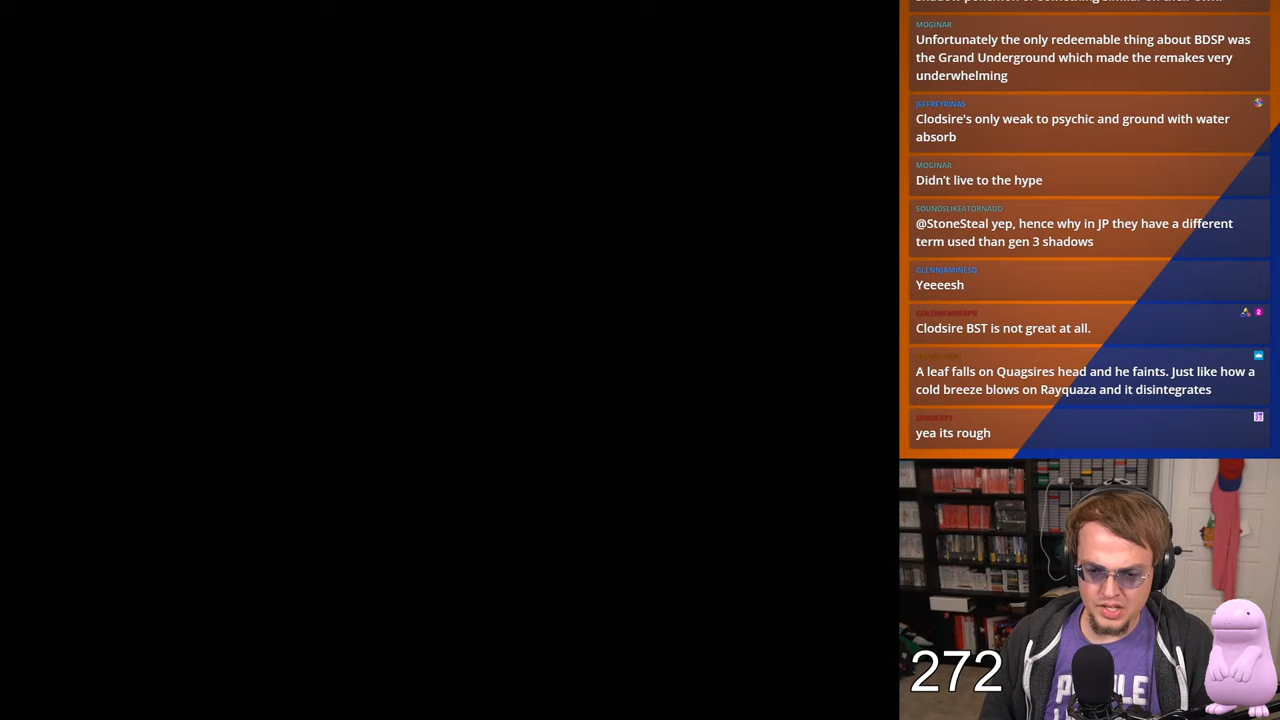 MOGINAR
Unfortunately the only redeemable thing about BDSP was
the Grand Underground which made the remakes very
underwhelming
JEFFREYRINAS
Clodsire's only weak to psychic and ground with water
absorb
MOGINAR
Didn't live to the hype
SOUNDSLIKEATORNADO
@StoneSteal yep, hence why in JP they have a different
term used than gen 3 shadows
GLENNJAMINESQ
Yeeeesh
2
Clodsire BST is not great at all.
A leaf falls on Quagsires head and he faints. Just like how a
cold breeze blows on Rayquaza and it disintegrates
yea its rough
272